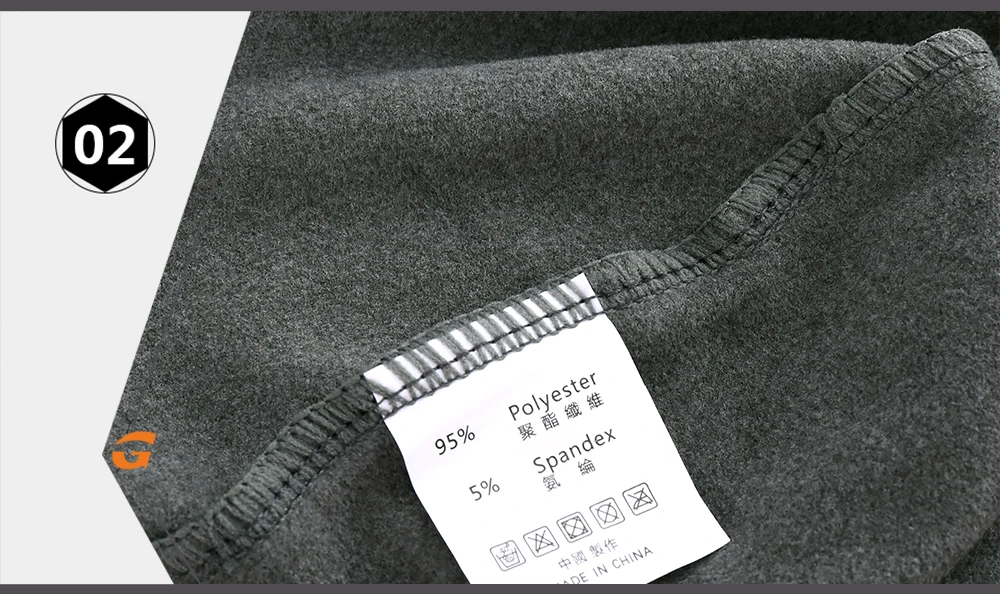 02
95% Polyester
聚酯纖維
5% Spandex
氨綸
中國製作
MADE IN CHINA